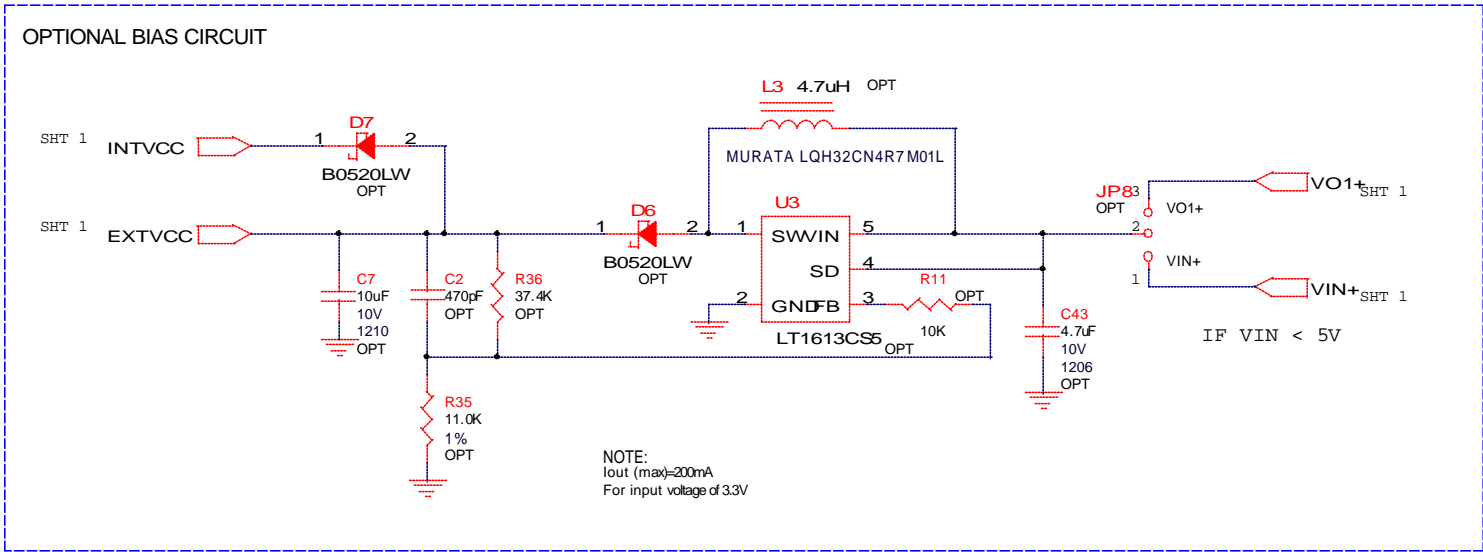 OPTIONAL BIAS CIRCUIT
L3 4.7uH OPT
MURATA LQH32CN4R7M01L
SHT 1 INTVCC
1 D7 2
B0520LW
OPT
SHT 1 EXTVCC
1 D6 2
B0520LW
OPT
U3
1 SW VIN 5
SD 4
2 GND FB 3
LT1613CS5
OPT
R11
OPT
10K
JP8
OPT
3
2
1
VO1+
VIN+
VO1+ SHT 1
VIN+ SHT 1
IF VIN < 5V
C7
10uF
10V
1210
OPT
C2
470pF
OPT
R36
37.4K
OPT
C43
4.7uF
10V
1206
OPT
R35
11.0K
1%
OPT
NOTE:
Iout (max)=200mA
For input voltage of 3.3V